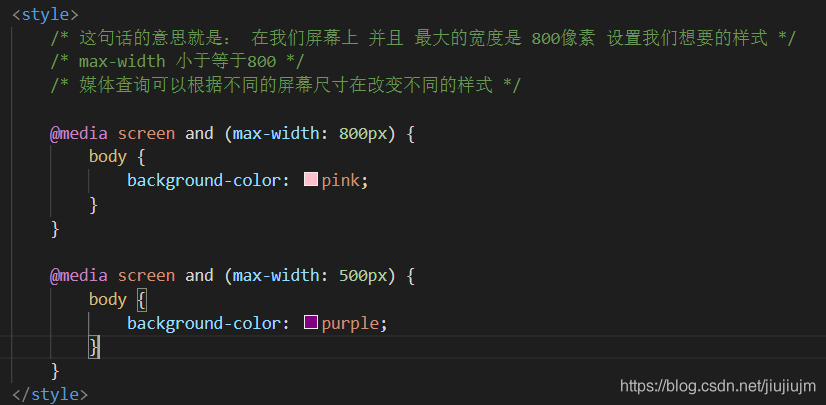 <style>
/* 这句话的意思就是： 在我们屏幕上 并且 最大的宽度是 800像素 设置我们想要的样式 */
/* max-width 小于等于800 */
/* 媒体查询可以根据不同的屏幕尺寸在改变不同的样式 */
@media screen and (max-width: 800px) {
body {
background-color: pink;
}
}
@media screen and (max-width: 500px) {
body {
background-color: purple;
}
}
</style>
https://blog.csdn.net/jiujiujm